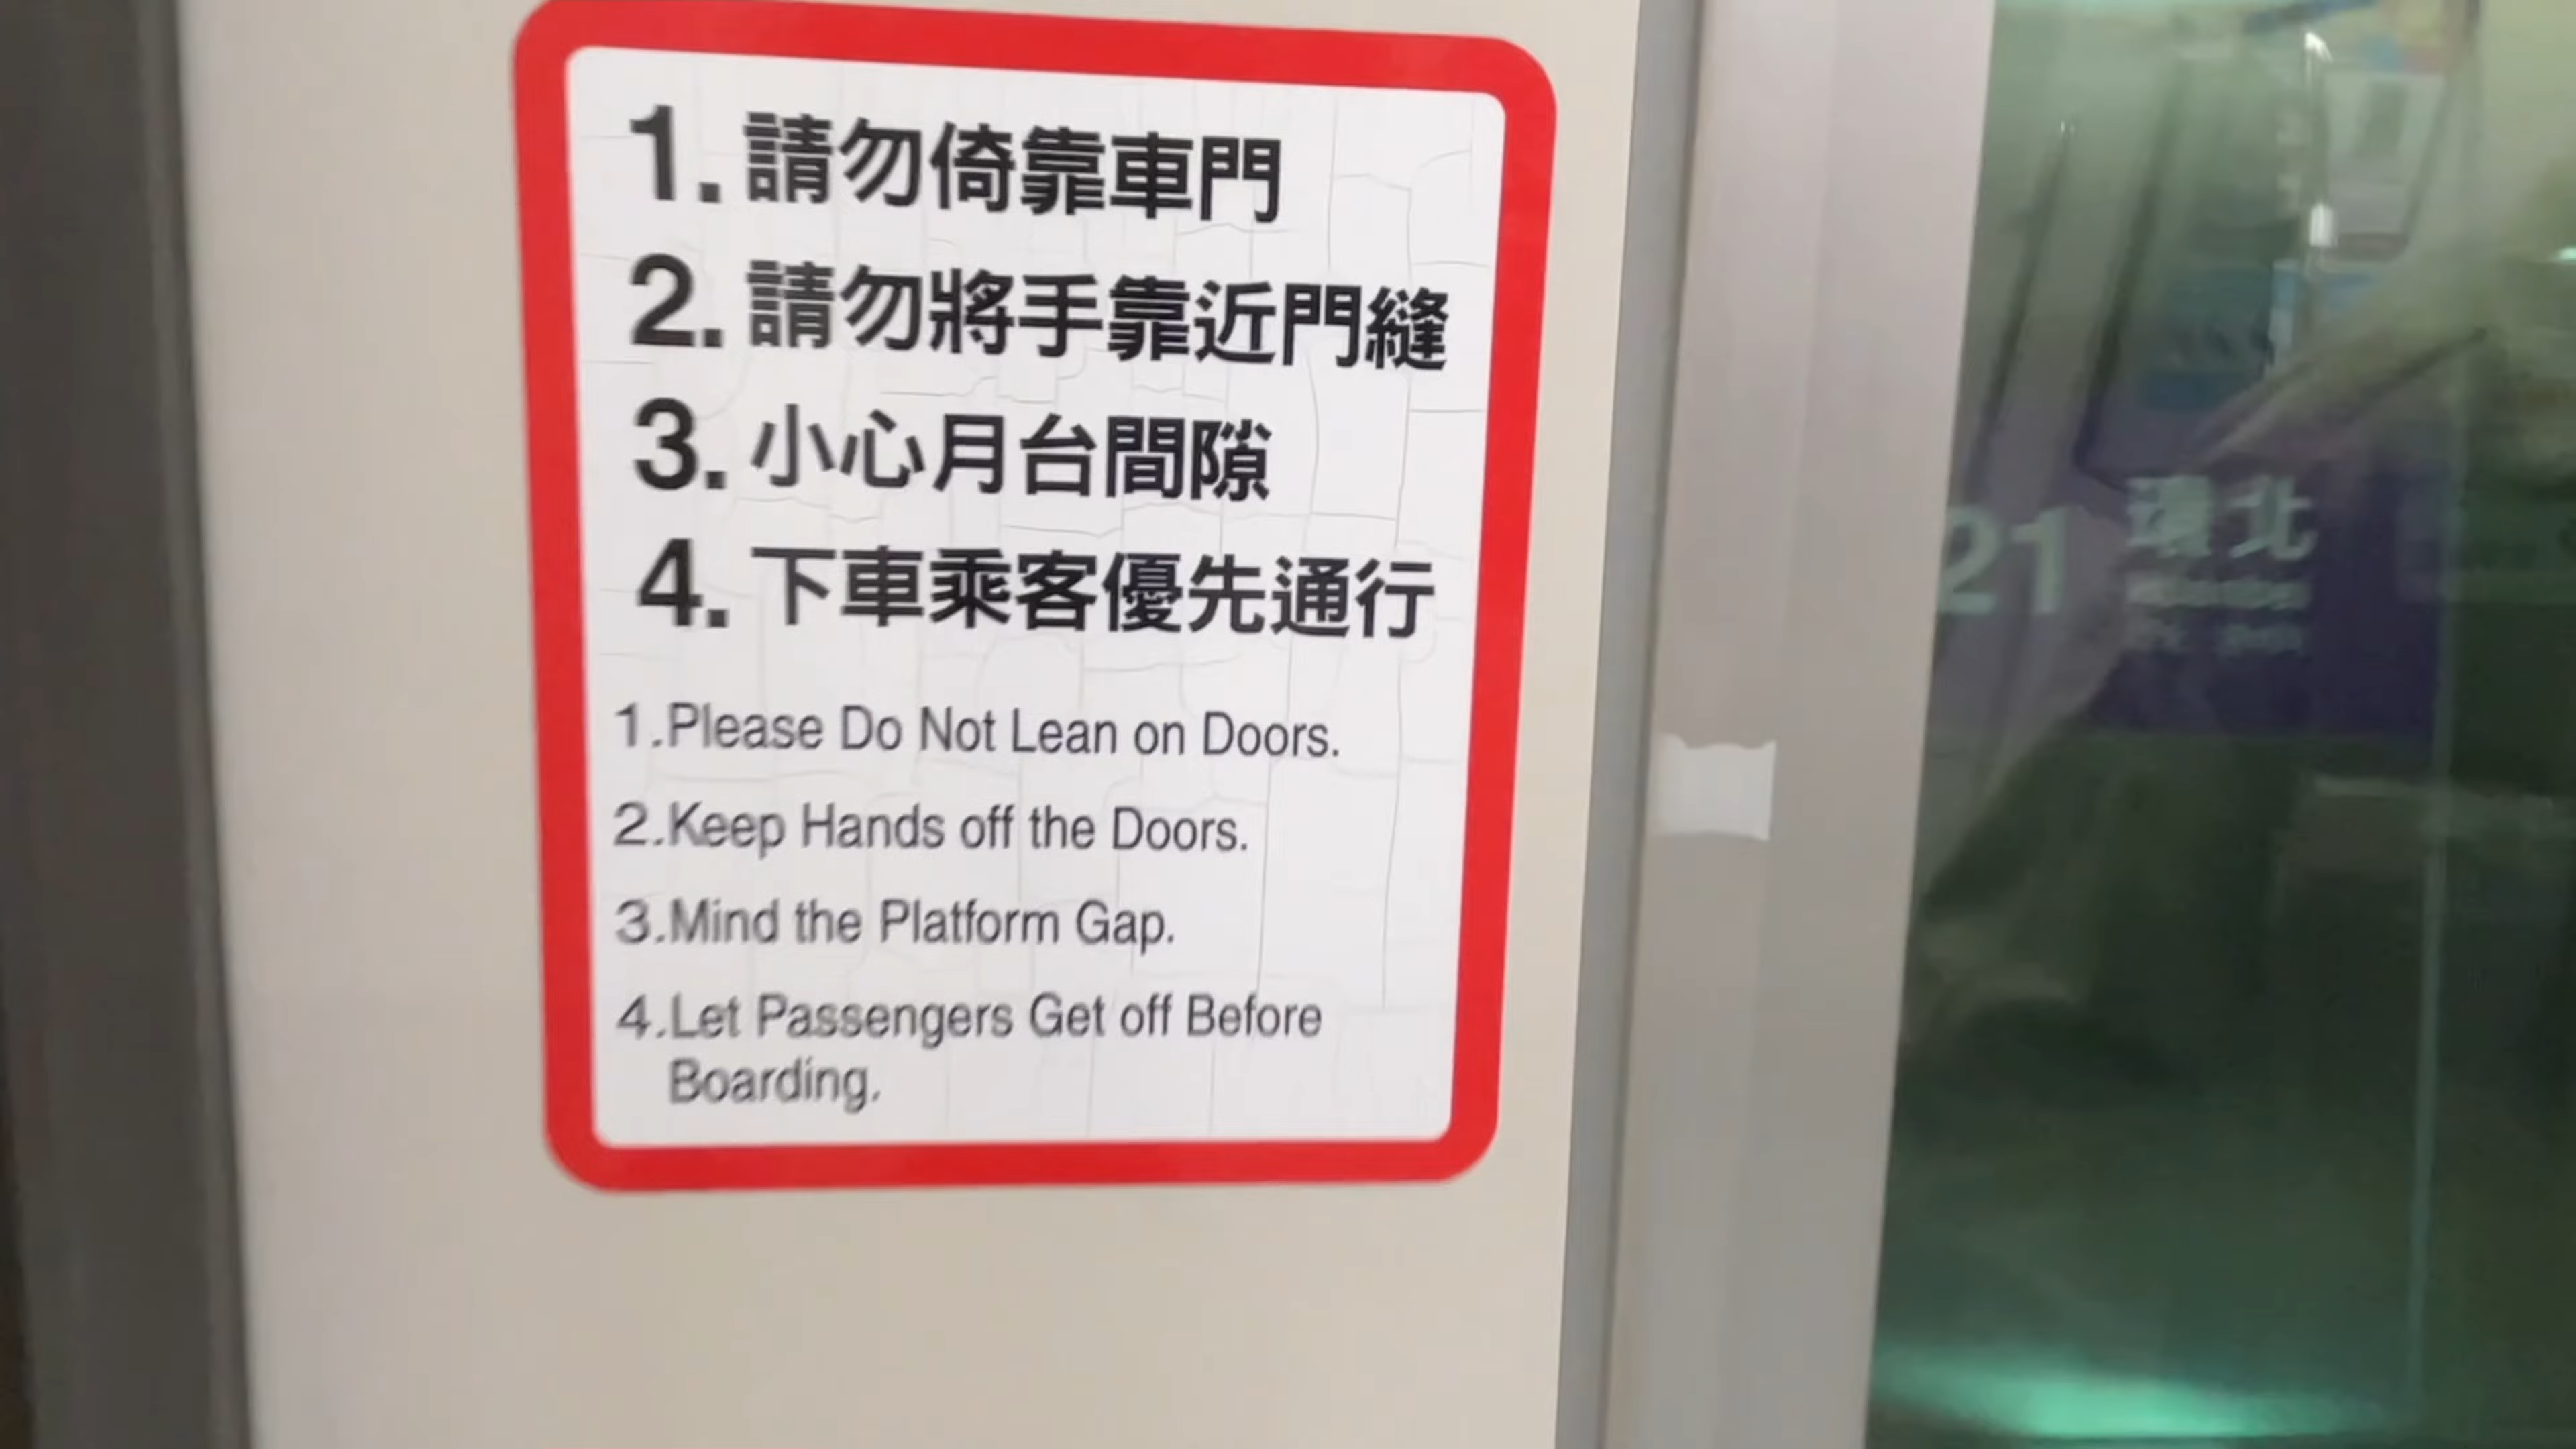 1. 請勿倚靠車門
2. 請勿將手靠近門縫
3. 小心月台間隙
4. 下車乘客優先通行
1.Please Do Not Lean on Doors.
2.Keep Hands off the Doors.
3.Mind the Platform Gap.
4.Let Passengers Get off Before
Boarding.
21 環北